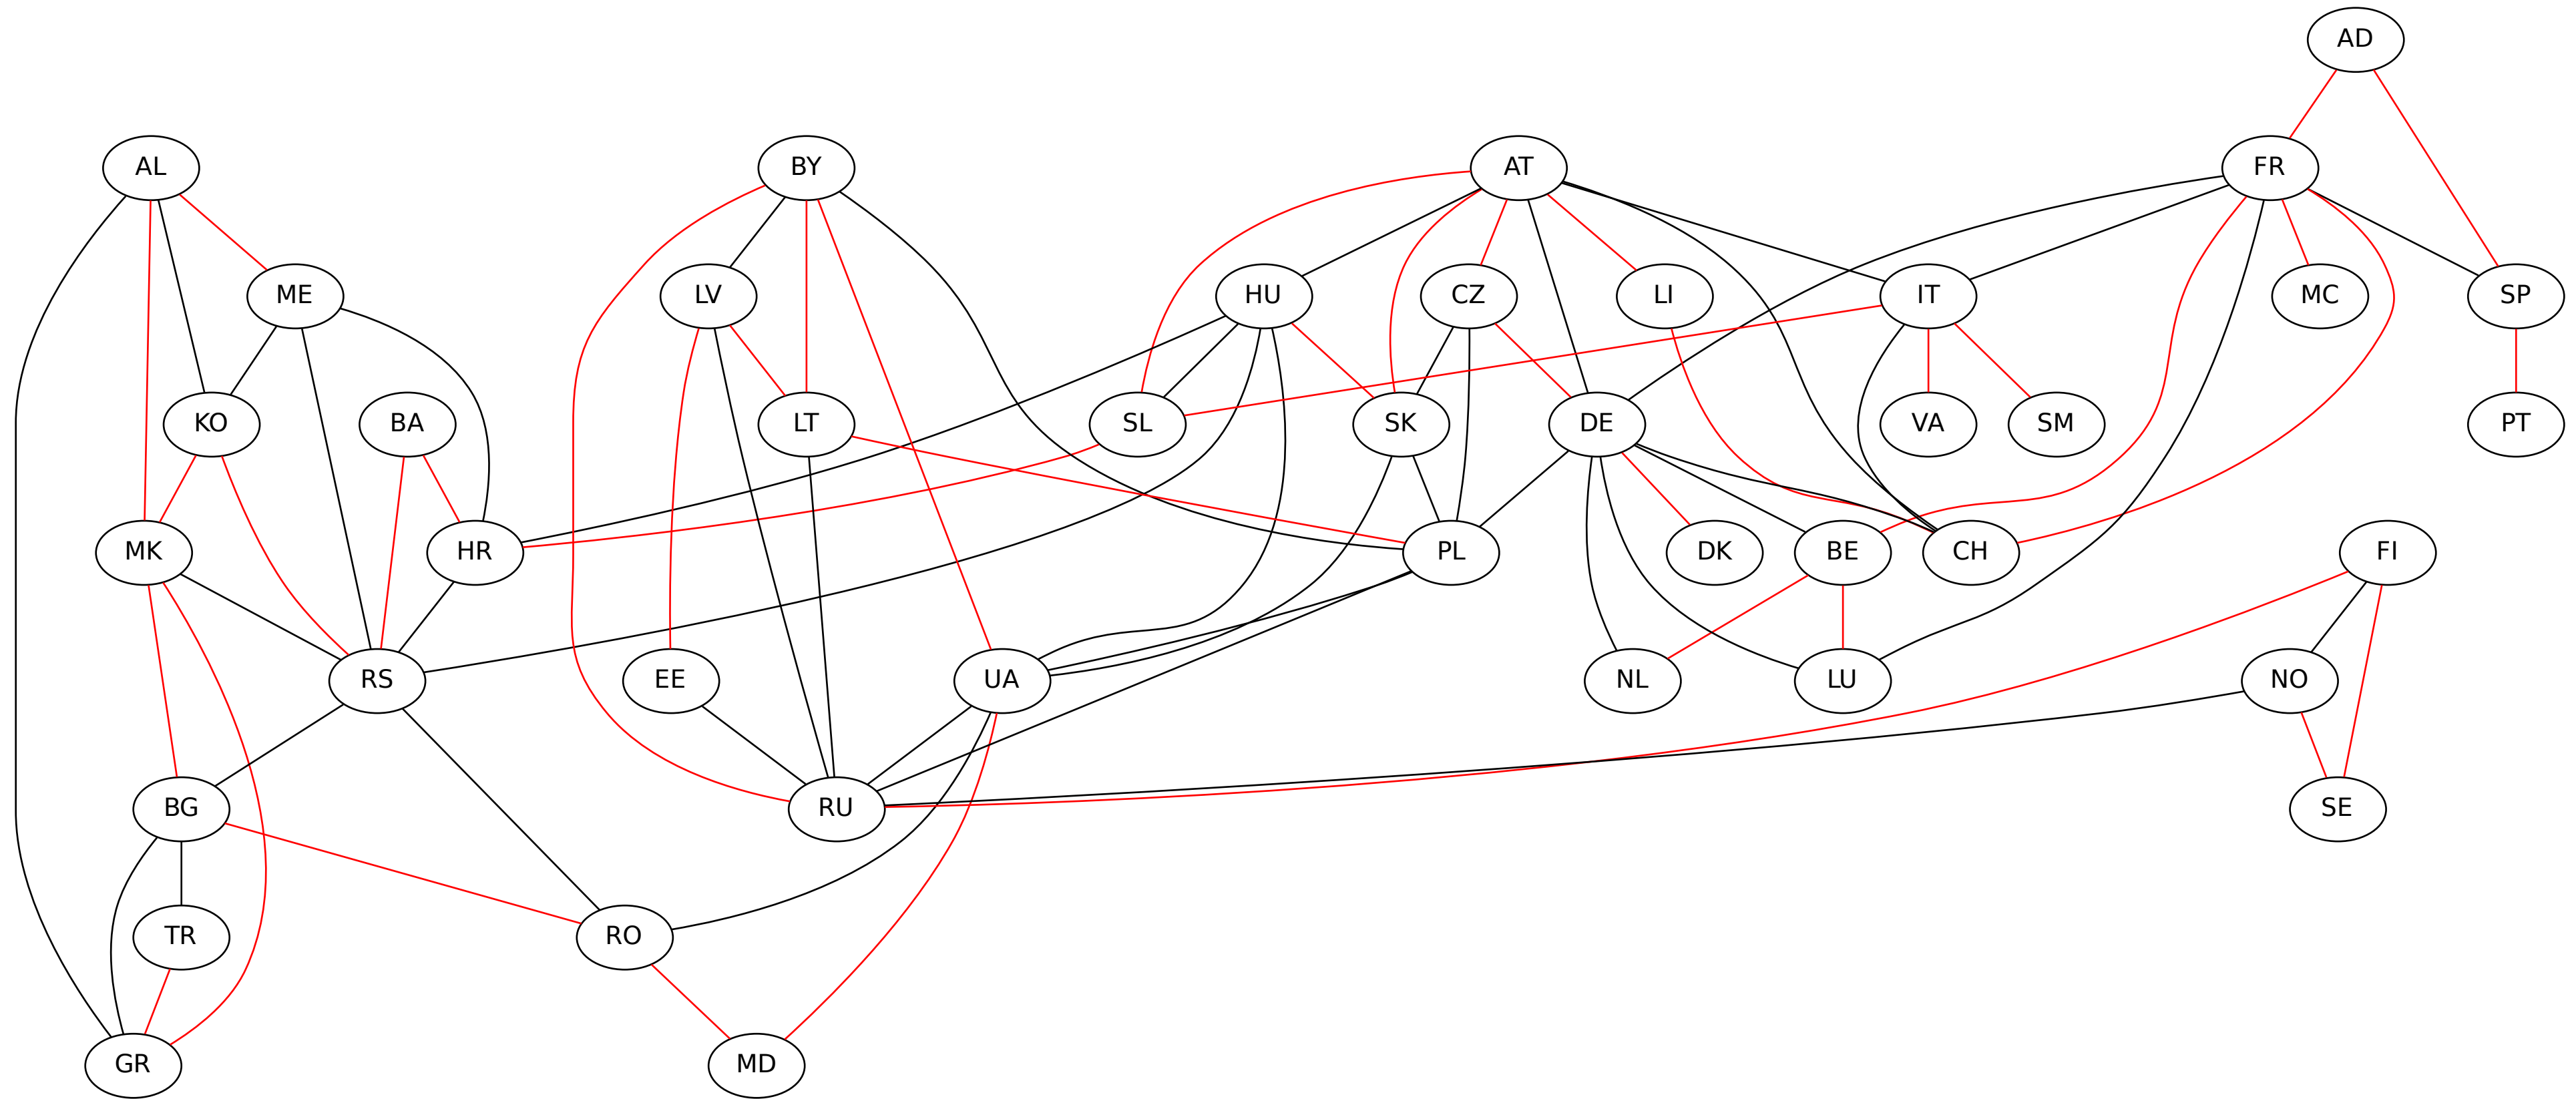 AD
AL
BY
AT
FR
ME
LV
HU
CZ
LI
IT
MC
SP
KO
BA
LT
SL
SK
DE
VA
SM
PT
MK
HR
PL
DK
BE
CH
FI
RS
EE
UA
NL
LU
NO
BG
RU
SE
TR
RO
GR
MD